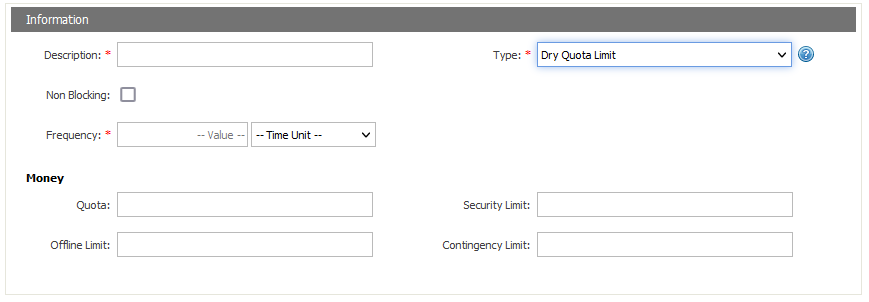 Information
Description: * Type: * Dry Quota Limit ?
Non Blocking:
Frequency: * -- Value -- -- Time Unit --
Money
Quota: Security Limit:
Offline Limit: Contingency Limit: